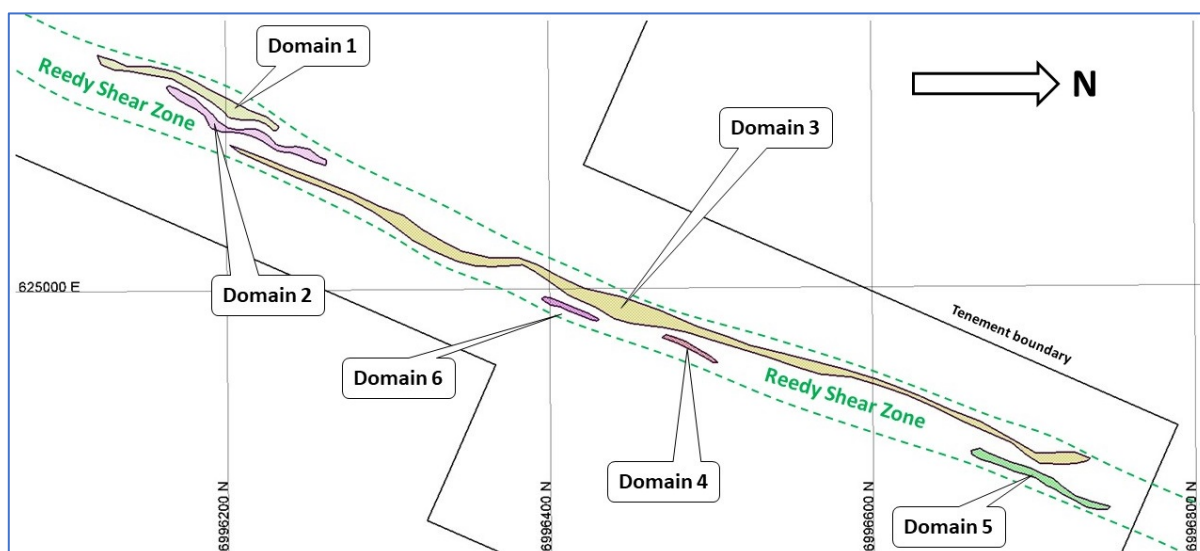 Domain 1
Reedy Shear Zone
N
Domain 3
Domain 2
625000 E
Tenement boundary
Domain 6
Reedy Shear Zone
Domain 4
Domain 5
6996200 N
6996400 N
6996600 N
6996800 N